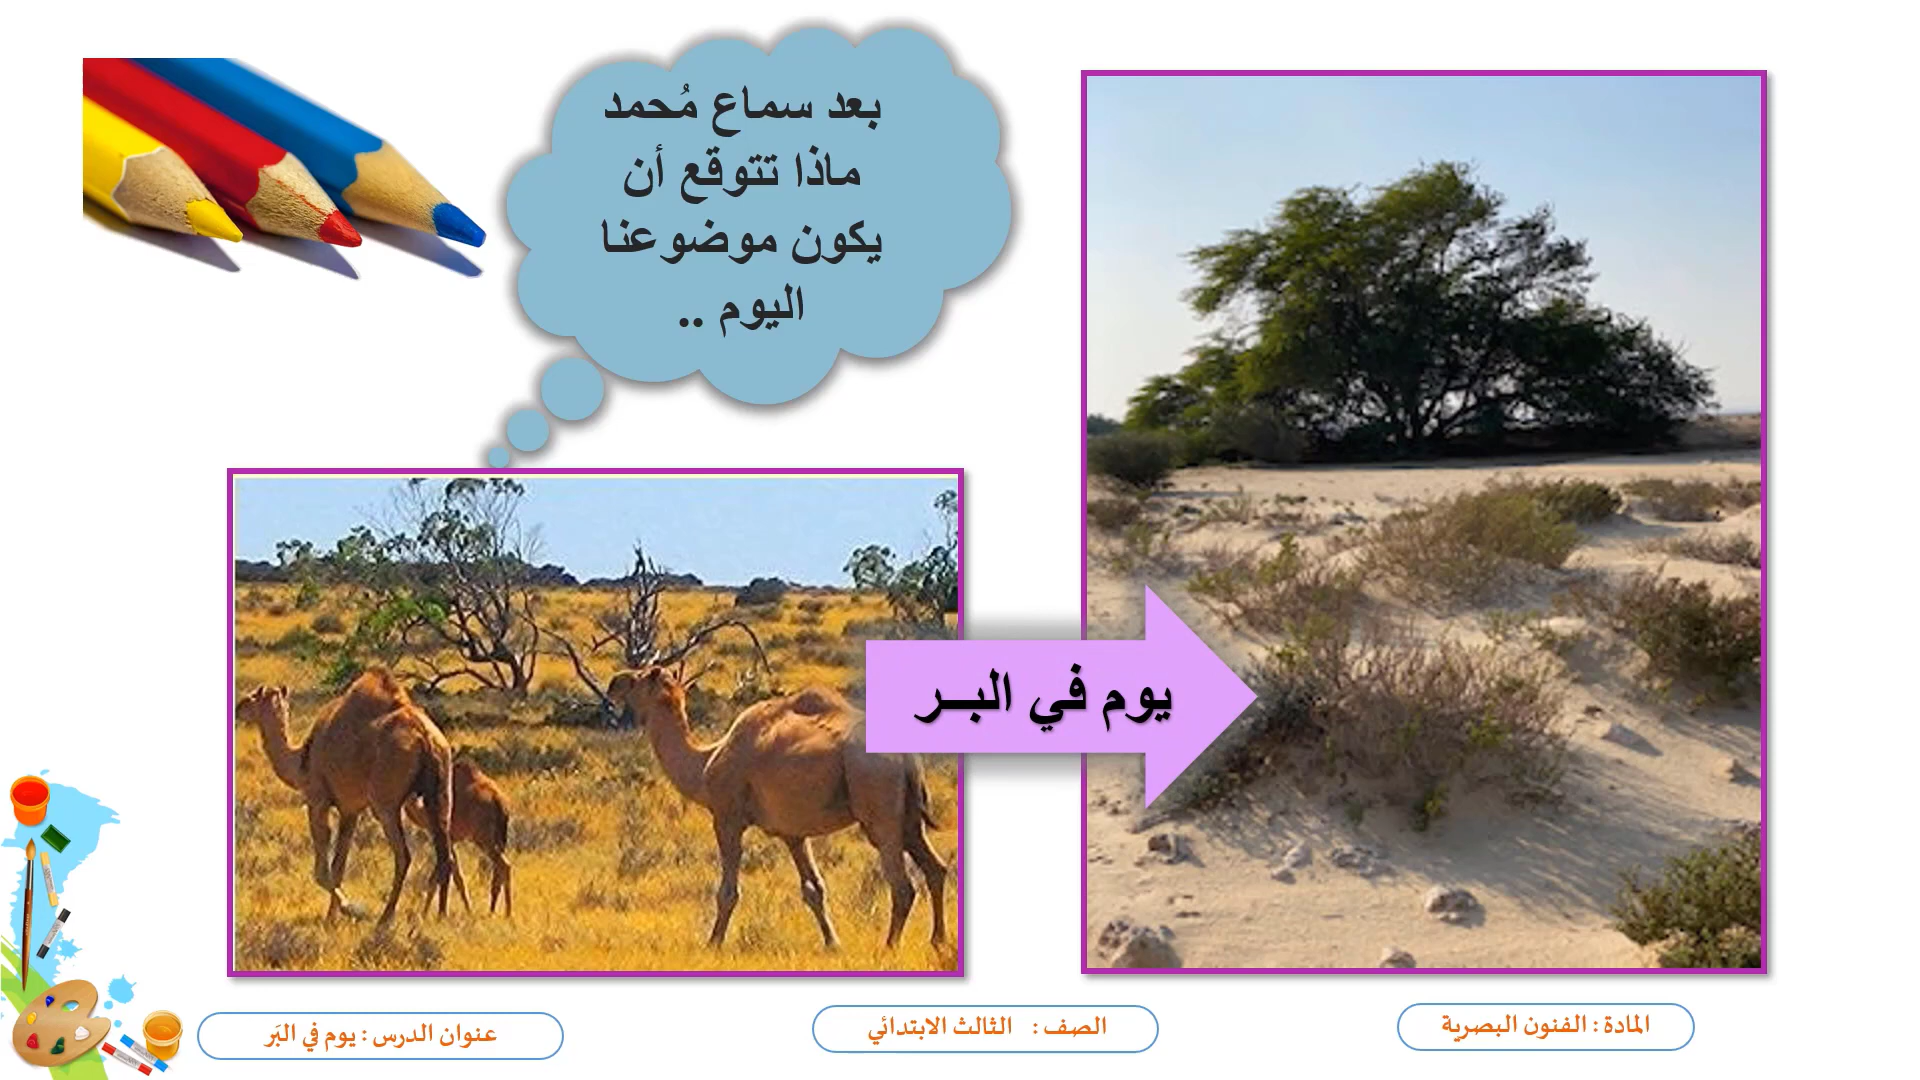 بعد سماع مُحمد
ماذا تتوقع أن
يكون موضوعنا
اليوم ..
يوم في البــر
المادة : الفنون البصرية
الصف : الثالث الابتدائي
عنوان الدرس : يوم في البَر